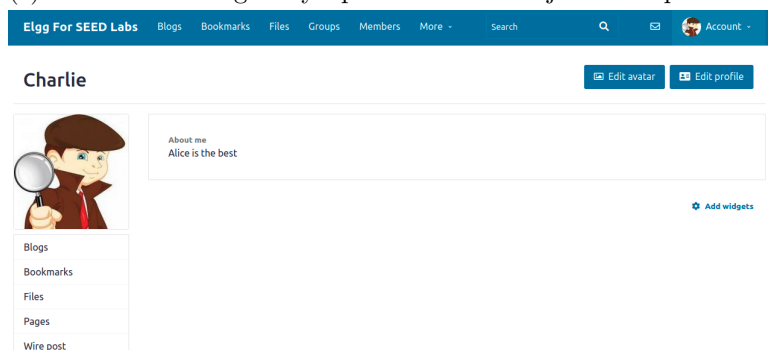 Elgg For SEED Labs Blogs Bookmarks Files Groups Members More Search Account
Charlie
Edit avatar Edit profile
About me
Alice is the best
Add widgets
Blogs
Bookmarks
Files
Pages
Wire post